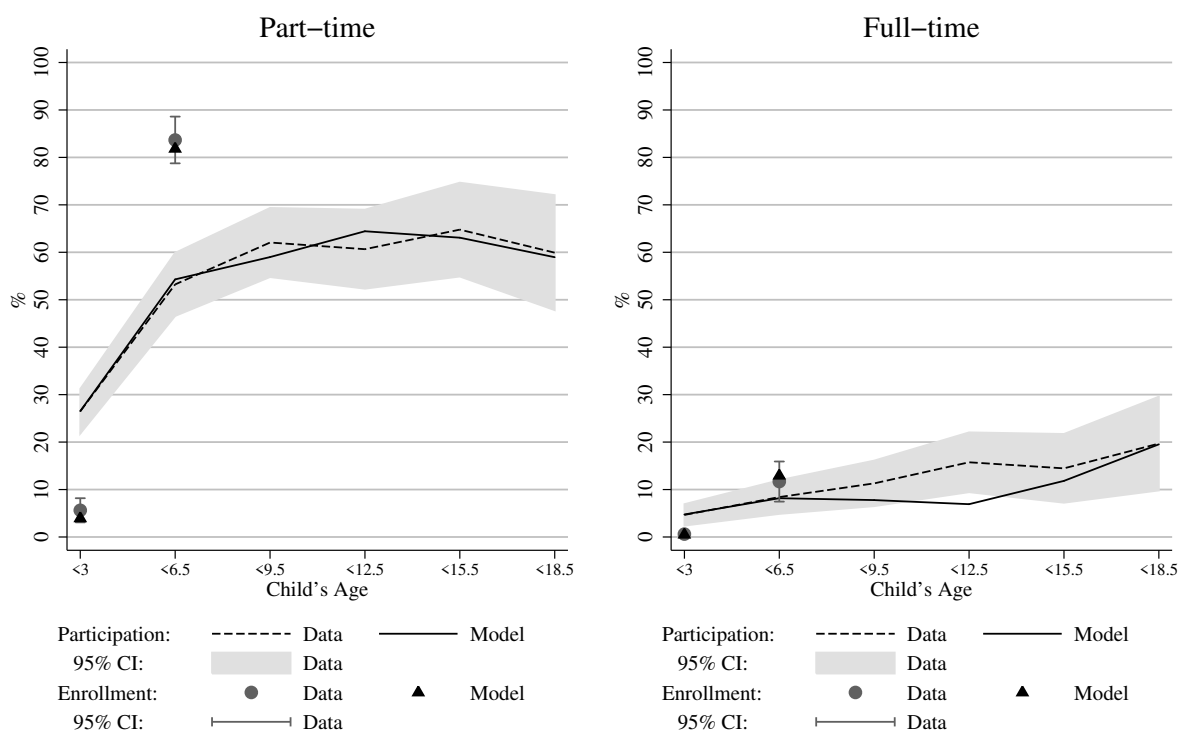 Part–time
100
90
80
70
60
50
40
30
20
10
0
%
<3 <6.5 <9.5 <12.5 <15.5 <18.5
Child's Age
Participation: Data Model
95% CI: Data
Enrollment: Data Model
95% CI: Data
Full–time
100
90
80
70
60
50
40
30
20
10
0
%
<3 <6.5 <9.5 <12.5 <15.5 <18.5
Child's Age
Participation: Data Model
95% CI: Data
Enrollment: Data Model
95% CI: Data